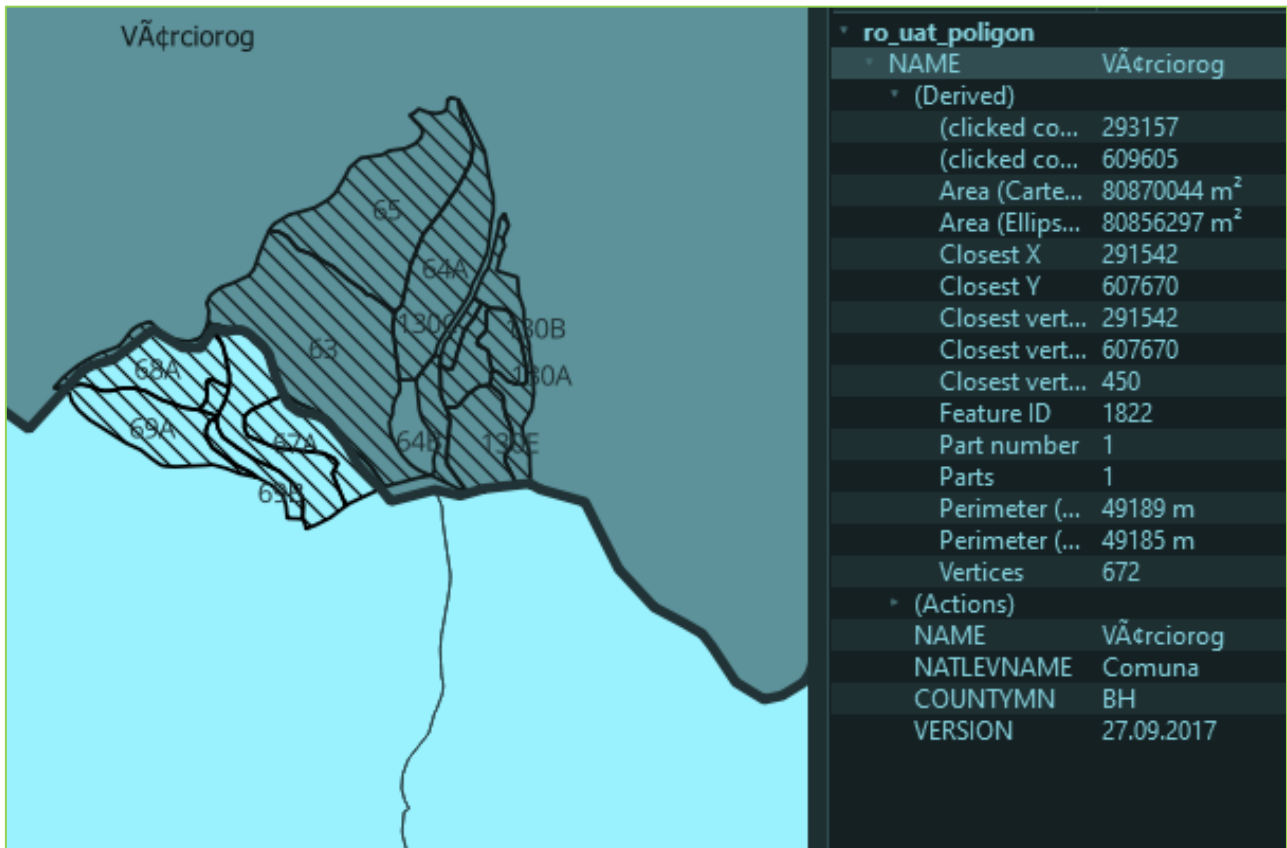 VÃ¢rciorog
65
64A
130C
130B
63
68A
130A
69A
67A
64B
130E
69B
ro_uat_poligon
NAME VÃ¢rciorog
(Derived)
(clicked co... 293157
(clicked co... 609605
Area (Carte... 80870044 m²
Area (Ellips... 80856297 m²
Closest X 291542
Closest Y 607670
Closest vert... 291542
Closest vert... 607670
Closest vert... 450
Feature ID 1822
Part number 1
Parts 1
Perimeter (... 49189 m
Perimeter (... 49185 m
Vertices 672
(Actions)
NAME VÃ¢rciorog
NATLEVNAME Comuna
COUNTYMN BH
VERSION 27.09.2017